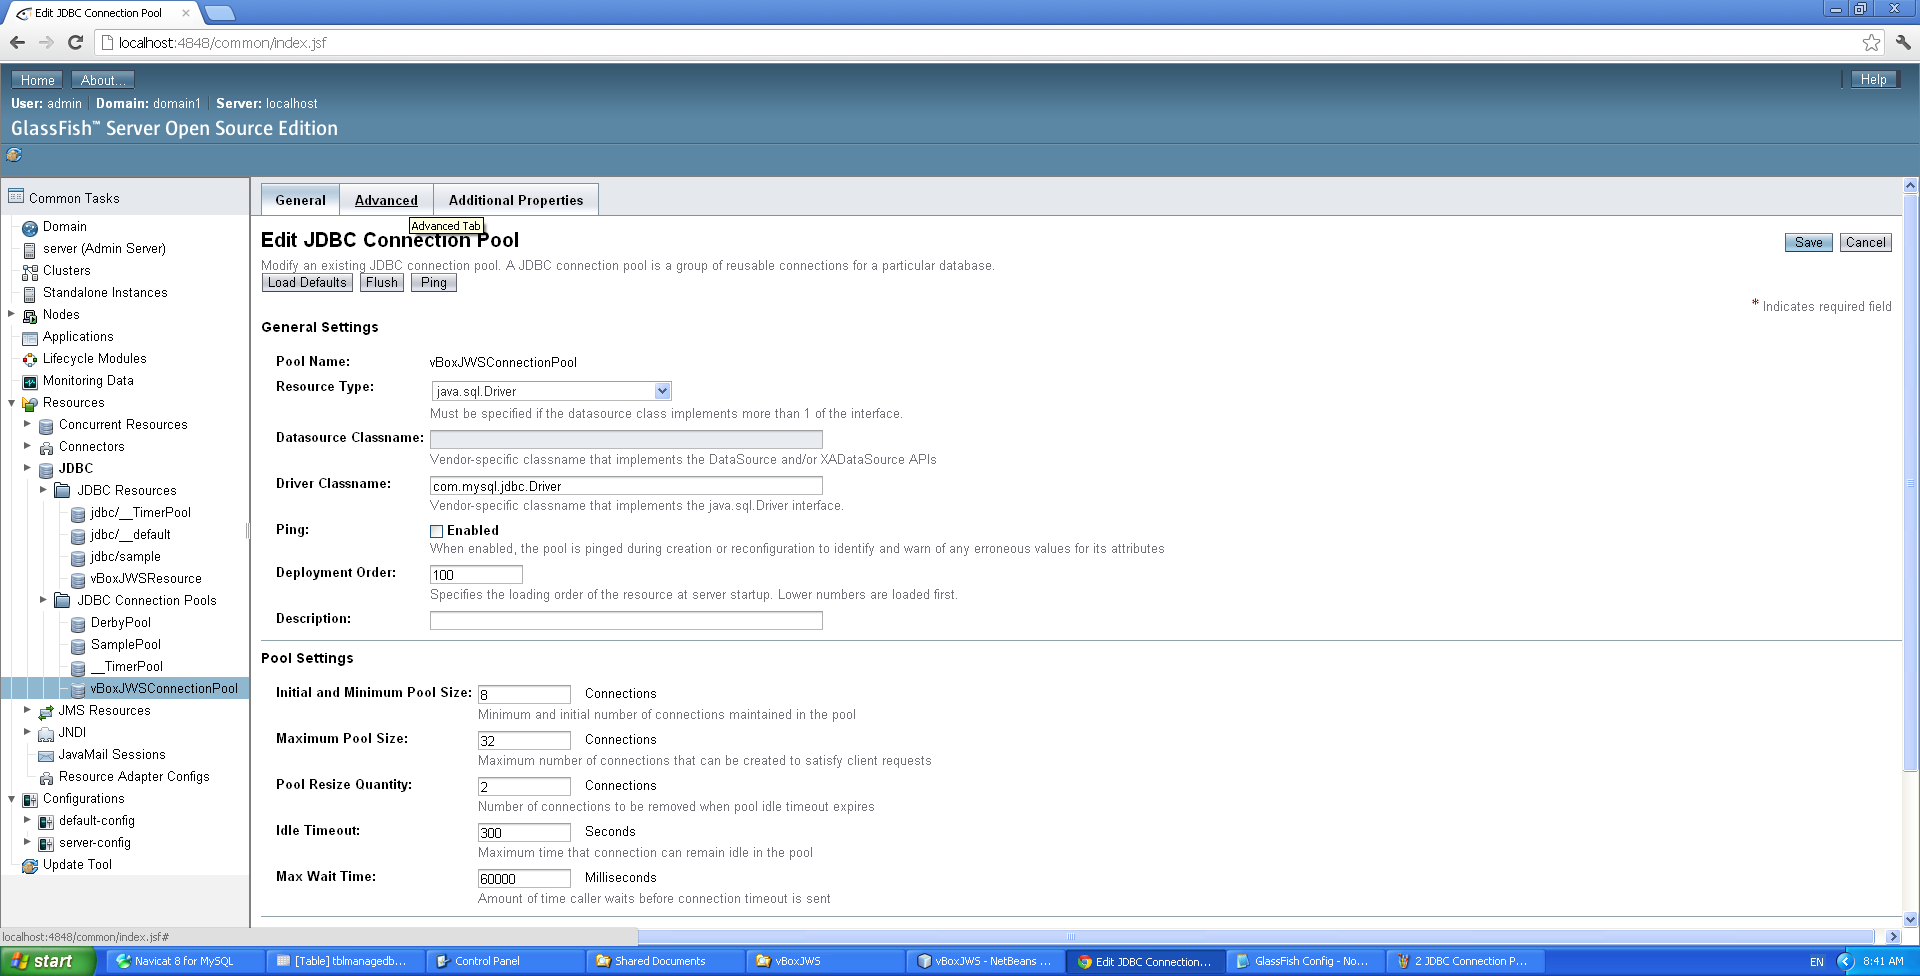 Edit JDBC Connection Pool
localhost:4848/common/index.jsf
Home
About...
Help
User: admin
Domain: domain1
Server: localhost
GlassFish™ Server Open Source Edition
Common Tasks
Domain
server (Admin Server)
Clusters
Standalone Instances
Nodes
Applications
Lifecycle Modules
Monitoring Data
Resources
Concurrent Resources
Connectors
JDBC
JDBC Resources
jdbc/__TimerPool
jdbc/__default
jdbc/sample
vBoxJWSResource
JDBC Connection Pools
DerbyPool
SamplePool
__TimerPool
vBoxJWSConnectionPool
JMS Resources
JNDI
JavaMail Sessions
Resource Adapter Configs
Configurations
default-config
server-config
Update Tool
General
Advanced
Additional Properties
Advanced Tab
Edit JDBC Connection Pool
Save
Cancel
Modify an existing JDBC connection pool. A JDBC connection pool is a group of reusable connections for a particular database.
Load Defaults
Flush
Ping
* Indicates required field
General Settings
Pool Name: vBoxJWSConnectionPool
Resource Type: java.sql.Driver
Must be specified if the datasource class implements more than 1 of the interface.
Datasource Classname:
Vendor-specific classname that implements the DataSource and/or XADataSource APIs
Driver Classname: com.mysql.jdbc.Driver
Vendor-specific classname that implements the java.sql.Driver interface.
Ping: Enabled
When enabled, the pool is pinged during creation or reconfiguration to identify and warn of any erroneous values for its attributes
Deployment Order: 100
Specifies the loading order of the resource at server startup. Lower numbers are loaded first.
Description:
Pool Settings
Initial and Minimum Pool Size: 8 Connections
Minimum and initial number of connections maintained in the pool
Maximum Pool Size: 32 Connections
Maximum number of connections that can be created to satisfy client requests
Pool Resize Quantity: 2 Connections
Number of connections to be removed when pool idle timeout expires
Idle Timeout: 300 Seconds
Maximum time that connection can remain idle in the pool
Max Wait Time: 60000 Milliseconds
Amount of time caller waits before connection timeout is sent
localhost:4848/common/index.jsf#
start
Navicat 8 for MySQL
[Table] tblmanagedb...
Control Panel
Shared Documents
vBoxJWS
vBoxJWS - NetBeans ...
Edit JDBC Connection...
GlassFish Config - No...
2 JDBC Connection P...
EN
8:41 AM